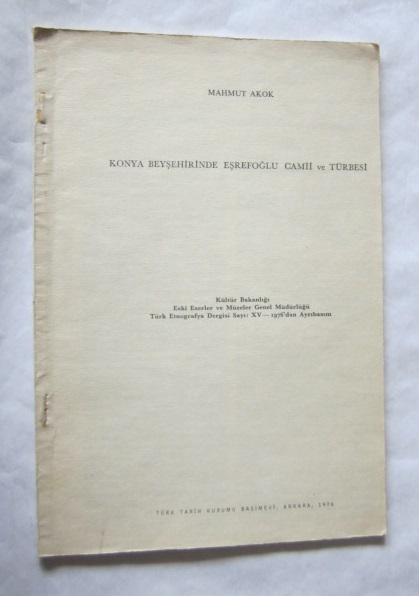 MAHMUT AKOK
KONYA BEYŞEHİRİNDE EŞREFOĞLU CAMİİ ve TÜRBESİ
Kültür Bakanlığı
Eski Eserler ve Müzeler Genel Müdürlüğü
Türk Etnografya Dergisi Sayı: XV — 1976'dan Ayrıbasım
TÜRK TARİH KURUMU BASIMEVİ, ANKARA, 1976